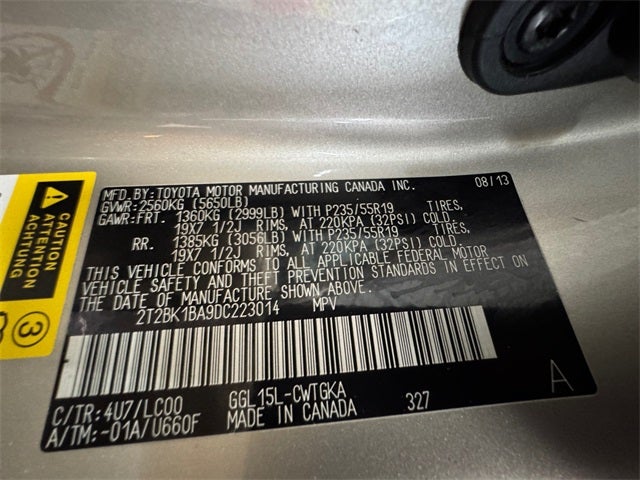 MFD.BY:TOYOTA MOTOR MANUFACTURING CANADA INC. 08/13
GVWR:2560KG (5650LB)
GAWR:FRT. 1360KG (2999LB) WITH P235/55R19 TIRES,
19X7 1/2J RIMS, AT 220KPA (32PSI) COLD.
RR. 1385KG (3056LB) WITH P235/55R19 TIRES,
19X7 1/2J RIMS, AT 220KPA (32PSI) COLD.
THIS VEHICLE CONFORMS TO ALL APPLICABLE FEDERAL MOTOR
VEHICLE SAFETY AND THEFT PREVENTION STANDARDS IN EFFECT ON
THE DATE OF MANUFACTURE SHOWN ABOVE.
2T2BK1BA9DC223014 MPV
C/TR:4U7/LC00 GGL15L-CWTGKA 327 A
A/TM:-01A/U660F MADE IN CANADA
CAUTION
ATTENTION
ACHTUNG
3